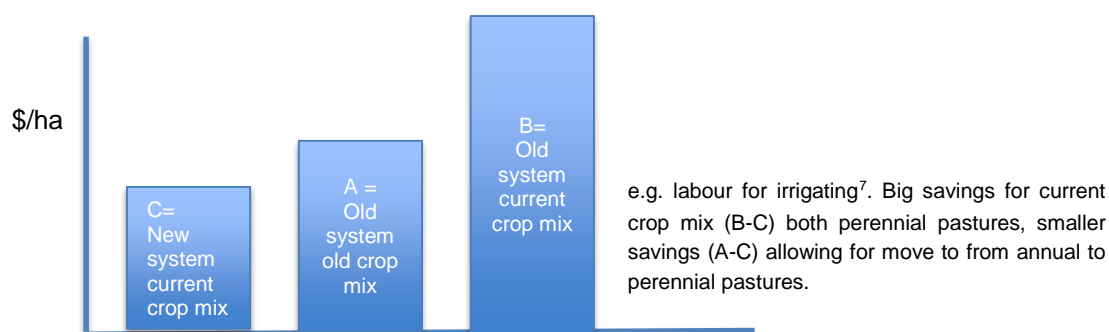 $/ha
C=
New
system
current
crop mix
A =
Old
system
old crop
mix
B=
Old
system
current
crop mix
e.g. labour for irrigating⁷. Big savings for current
crop mix (B-C) both perennial pastures, smaller
savings (A-C) allowing for move to from annual to
perennial pastures.